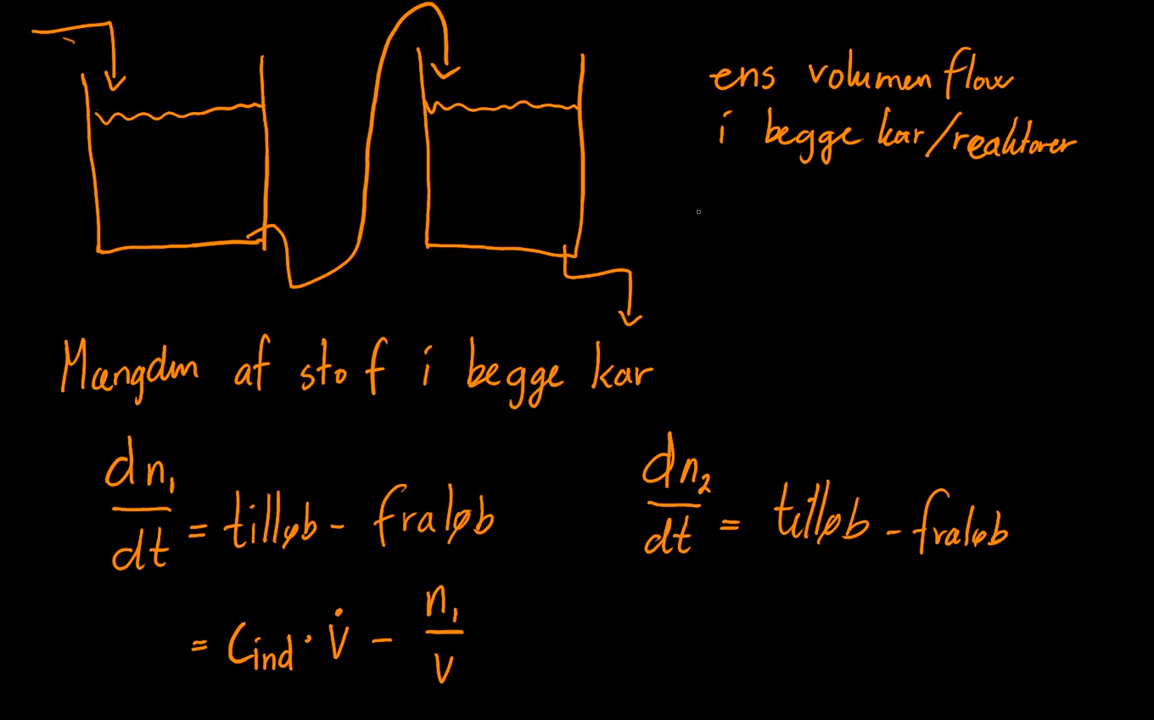 ens volumen flow
i begge kar/reaktorer
Mængden af stof i begge kar
dn₁/dt = tilløb - fraløb
= Cind · V̇ - n₁/V
dn₂/dt = tilløb - fraløb